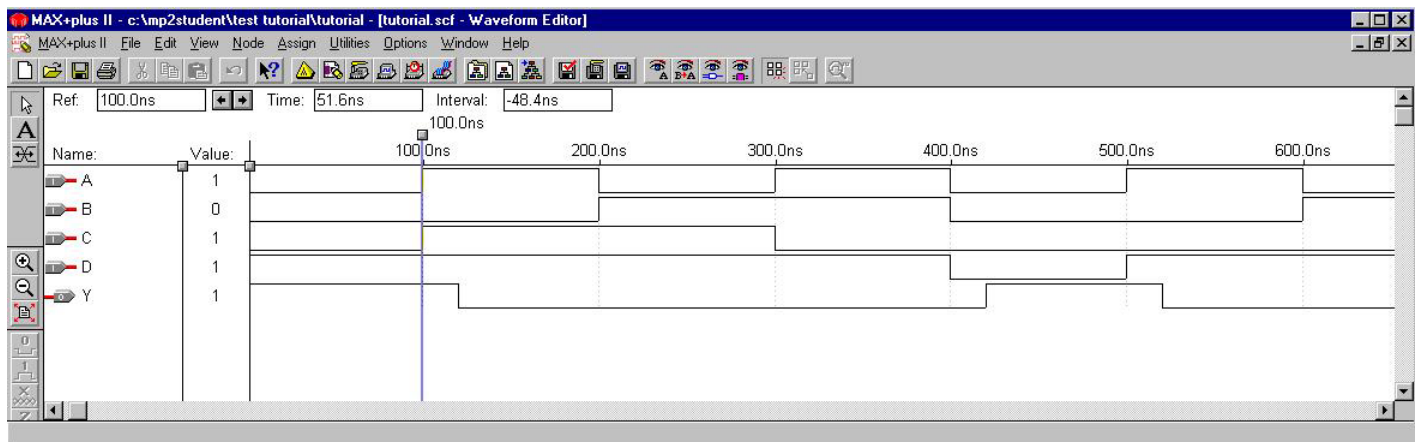 MAX+plus II - c:\mp2student\test tutorial\tutorial - [tutorial.scf - Waveform Editor]
MAX+plus II File Edit View Node Assign Utilities Options Window Help
Ref: 100.0ns Time: 51.6ns Interval: -48.4ns
100.0ns
Name: Value: 100.0ns 200.0ns 300.0ns 400.0ns 500.0ns 600.0ns
A 1
B 0
C 1
D 1
Y 1